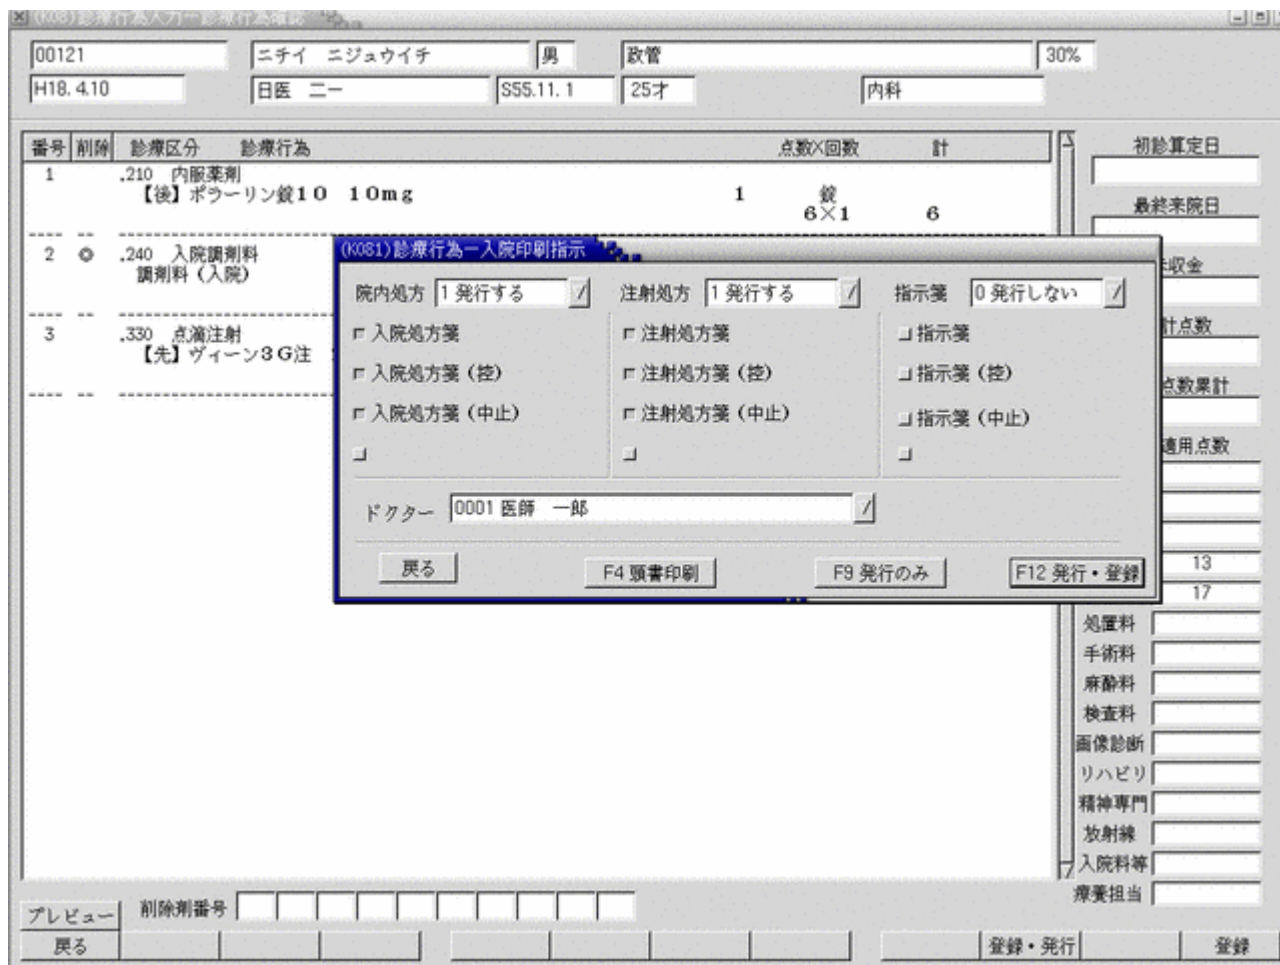 (K08)診療行為入力－診療行為確認
00121 ニチイ　ニジュウイチ 男 政管 30%
H18. 4.10 日医　二一 S55.11. 1 25才 内科
番号 削除 診療区分 診療行為 点数×回数 計
初診算定日
1 .210 内服薬剤
【後】ポラーリン錠１０　１０ｍｇ 1 錠
6×1 6
最終来院日
2 ◎ .240 入院調剤料
調剤料（入院）
3 .330 点滴注射
【先】ヴィーン３Ｇ注
(K081)診療行為－入院印刷指示
院内処方 1 発行する 注射処方 1 発行する 指示箋 0 発行しない
入院処方箋 注射処方箋 指示箋
入院処方箋（控） 注射処方箋（控） 指示箋（控）
入院処方箋（中止） 注射処方箋（中止） 指示箋（中止）
ドクター 0001 医師　一郎
戻る F4 頭書印刷 F9 発行のみ F12 発行・登録
収金
計点数
点数累計
適用点数
13
17
処置料
手術料
麻酔料
検査料
画像診断
リハビリ
精神専門
放射線
入院料等
療養担当
プレビュー 削除剤番号
戻る 登録・発行 登録